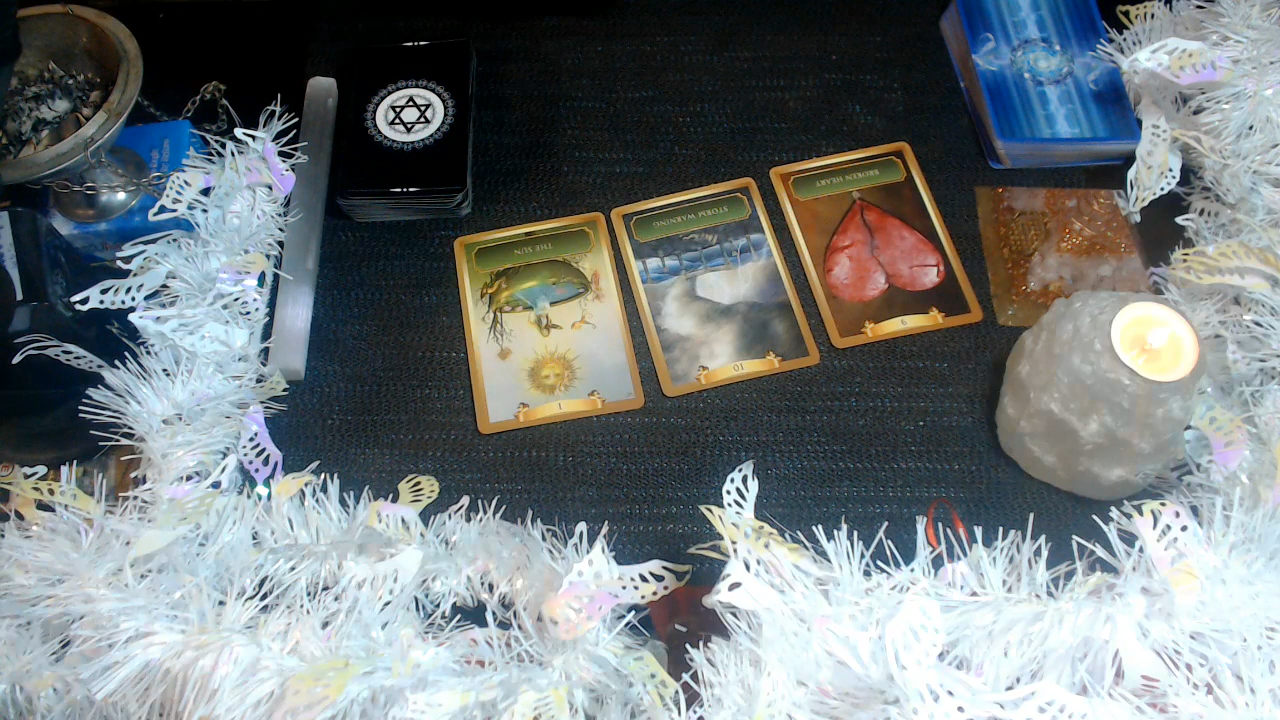 THE SUN
1
STORM WARNING
10
BROKEN HEART
6